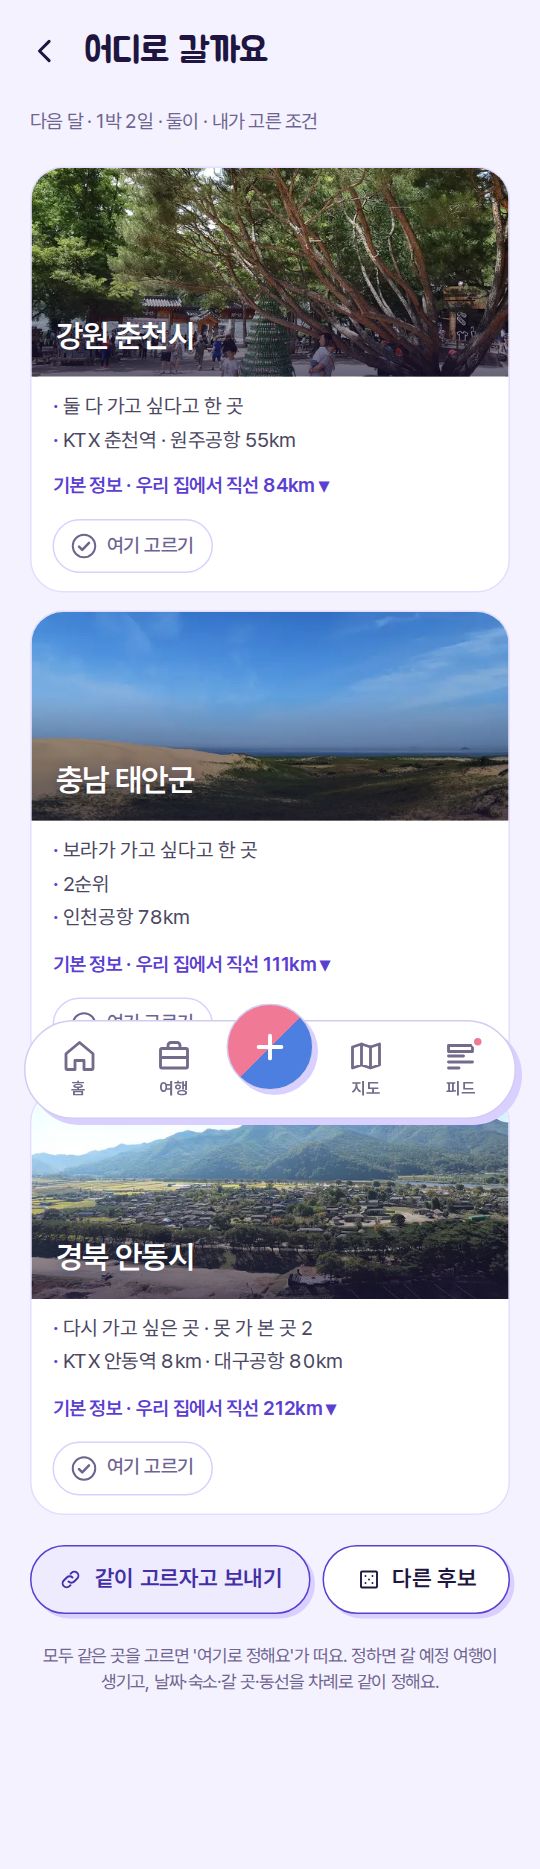 어디로 갈까요
다음 달 · 1박 2일 · 둘이 · 내가 고른 조건
강원 춘천시
· 둘 다 가고 싶다고 한 곳
· KTX 춘천역 · 원주공항 55km
기본 정보 · 우리 집에서 직선 84km ▾
여기 고르기
충남 태안군
· 보라가 가고 싶다고 한 곳
· 2순위
· 인천공항 78km
기본 정보 · 우리 집에서 직선 111km ▾
여기 고르기
홈
여행
지도
피드
경북 안동시
· 다시 가고 싶은 곳 · 못 가 본 곳 2
· KTX 안동역 8km · 대구공항 80km
기본 정보 · 우리 집에서 직선 212km ▾
여기 고르기
같이 고르자고 보내기
다른 후보
모두 같은 곳을 고르면 '여기로 정해요'가 떠요. 정하면 갈 예정 여행이
생기고, 날짜·숙소·갈 곳·동선을 차례로 같이 정해요.